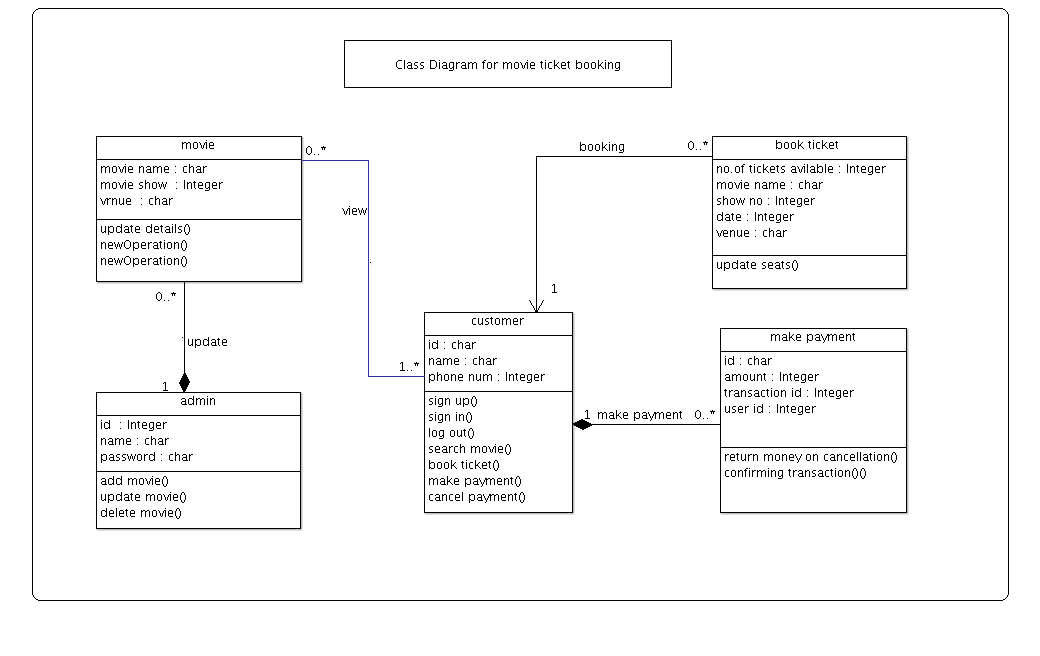 Class Diagram for movie ticket booking
movie
movie name : char
movie show  : Integer
vrnue  : char
update details()
newOperation()
newOperation()
0..*
view
1..*
booking
0..*
1
book ticket
no.of tickets avilable : Integer
movie name : char
show no : Integer
date : Integer
venue : char
update seats()
0..*
update
1
admin
id  : Integer
name : char
password : char
add movie()
update movie()
delete movie()
customer
id : char
name : char
phone num : Integer
sign up()
sign in()
log out()
search movie()
book ticket()
make payment()
cancel payment()
1 make payment 0..*
make payment
id : char
amount : Integer
transaction id : Integer
user id : Integer
return money on cancellation()
confirming transaction()()